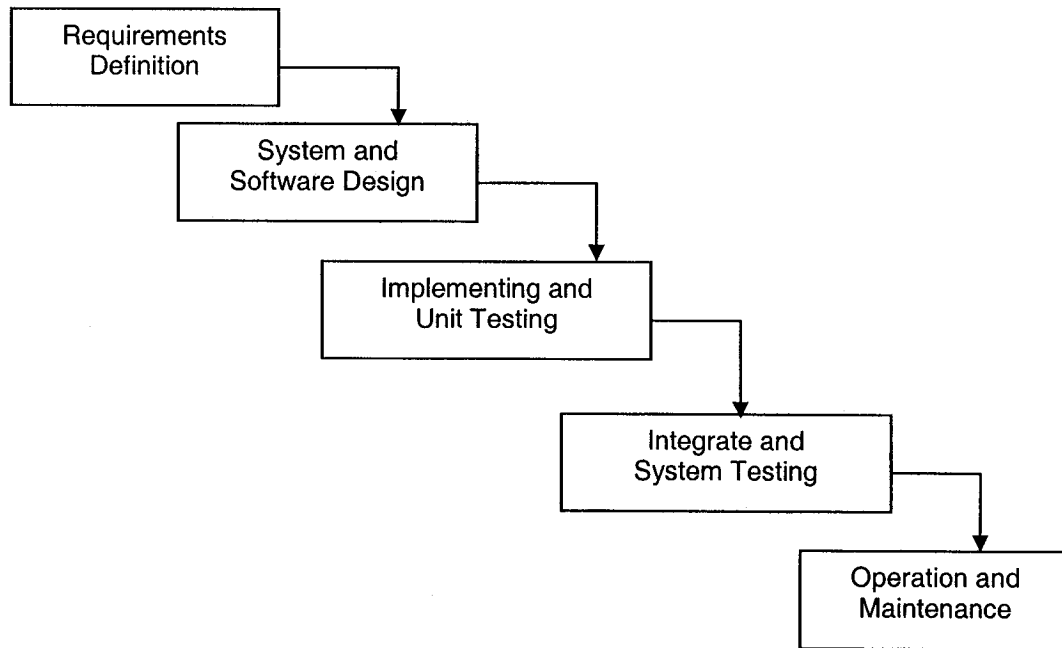 Requirements
Definition
System and
Software Design
Implementing and
Unit Testing
Integrate and
System Testing
Operation and
Maintenance